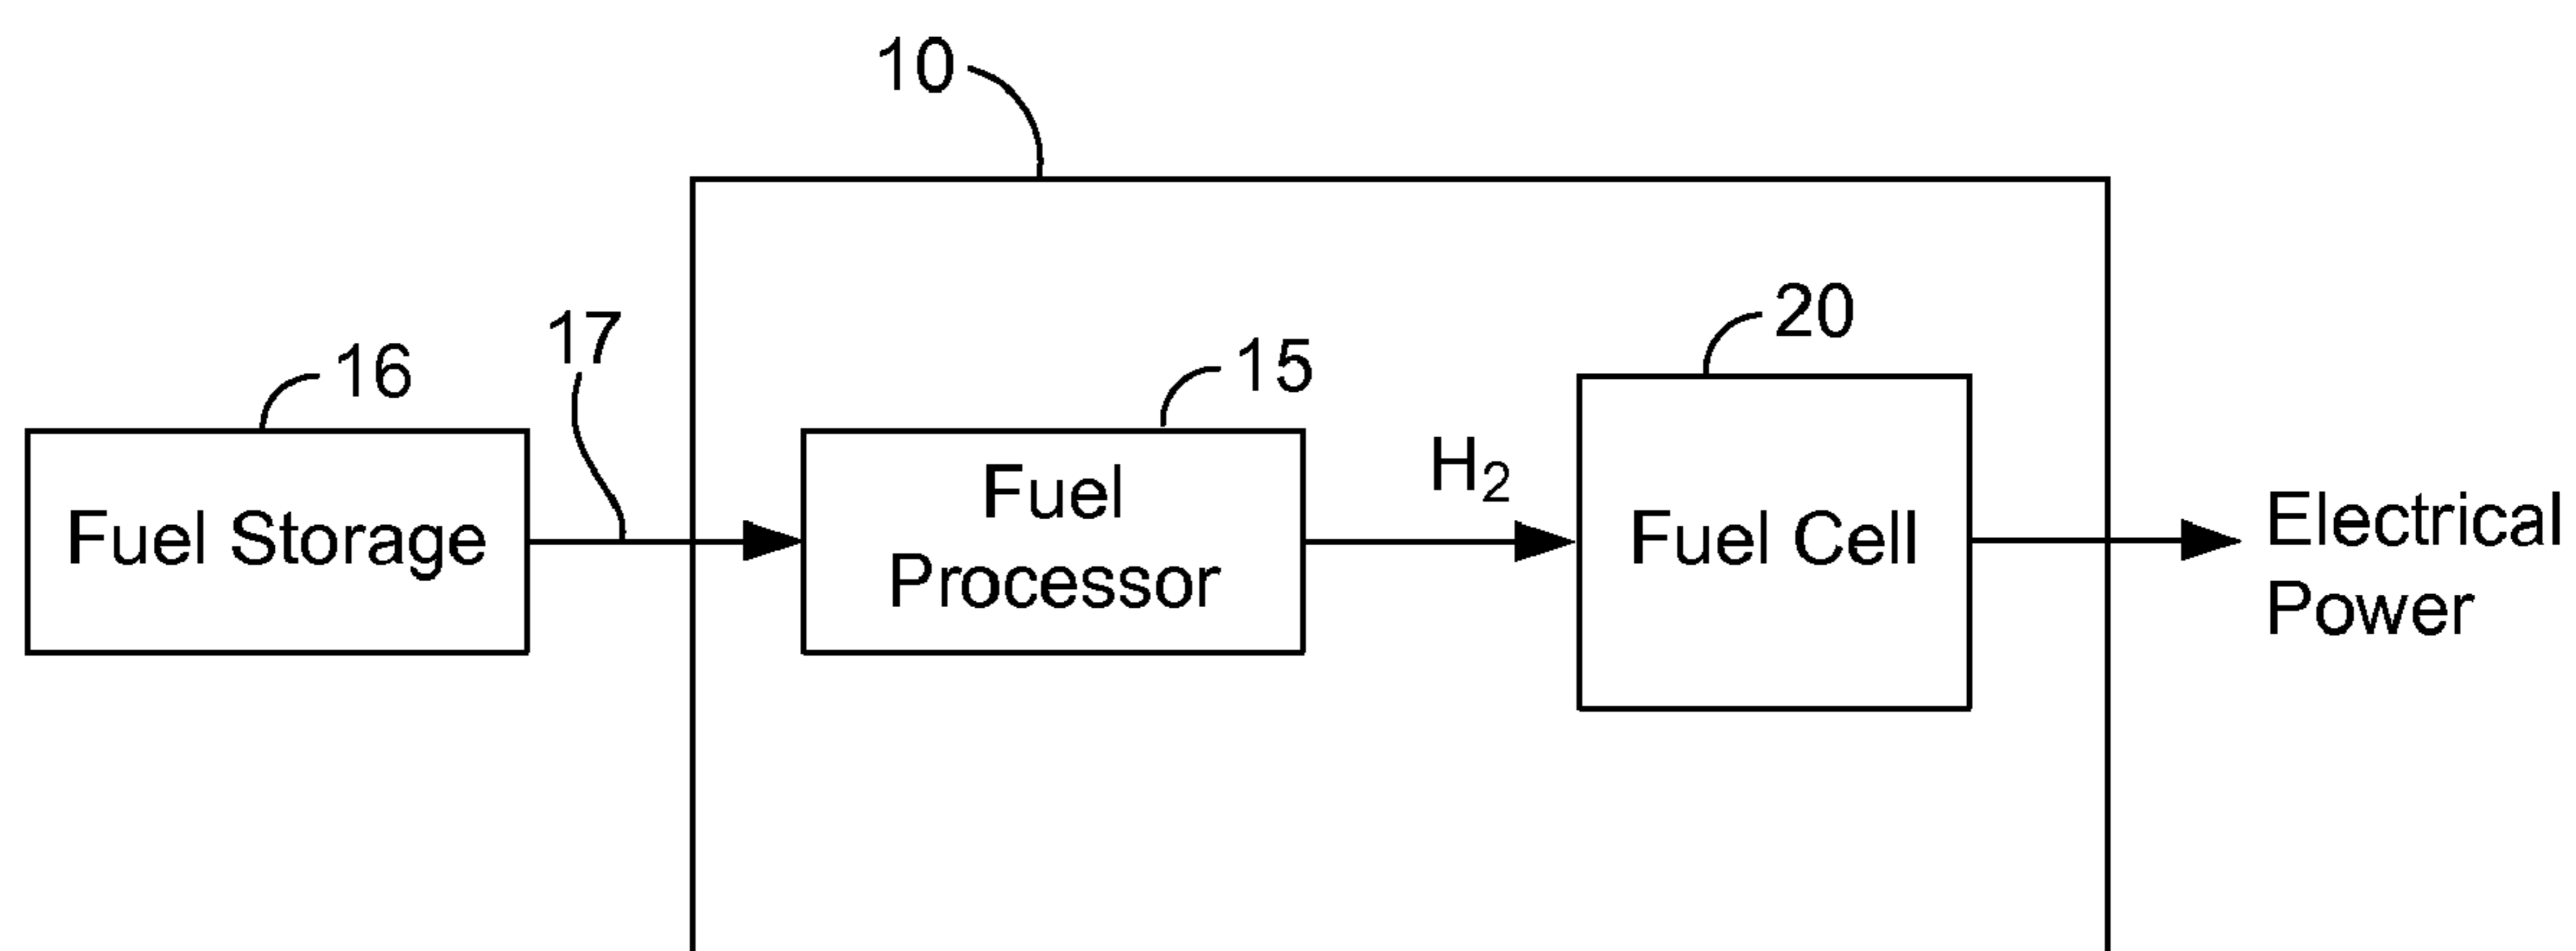 10
20
17
16
15
H₂
Fuel Storage
Fuel
Processor
Fuel Cell
Electrical
Power